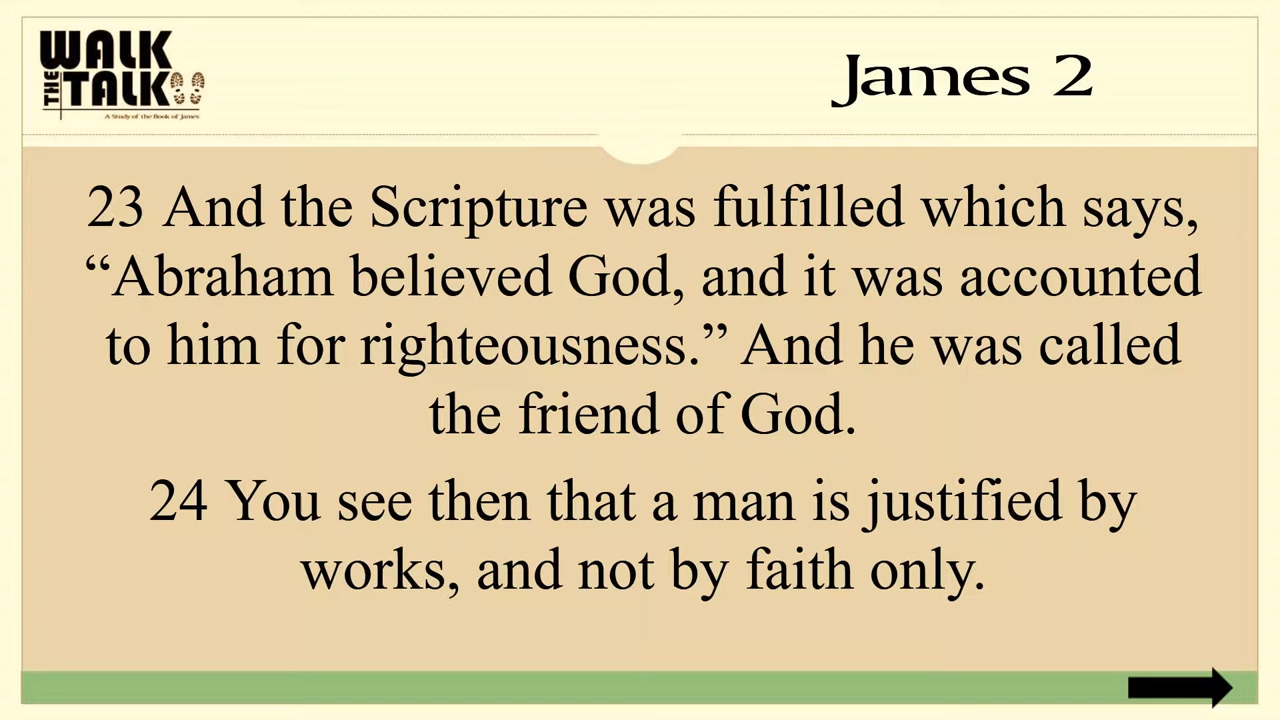 WALK
THE TALK
A Study of the Book of James
James 2
23 And the Scripture was fulfilled which says,
“Abraham believed God, and it was accounted
to him for righteousness.” And he was called
the friend of God.
24 You see then that a man is justified by
works, and not by faith only.